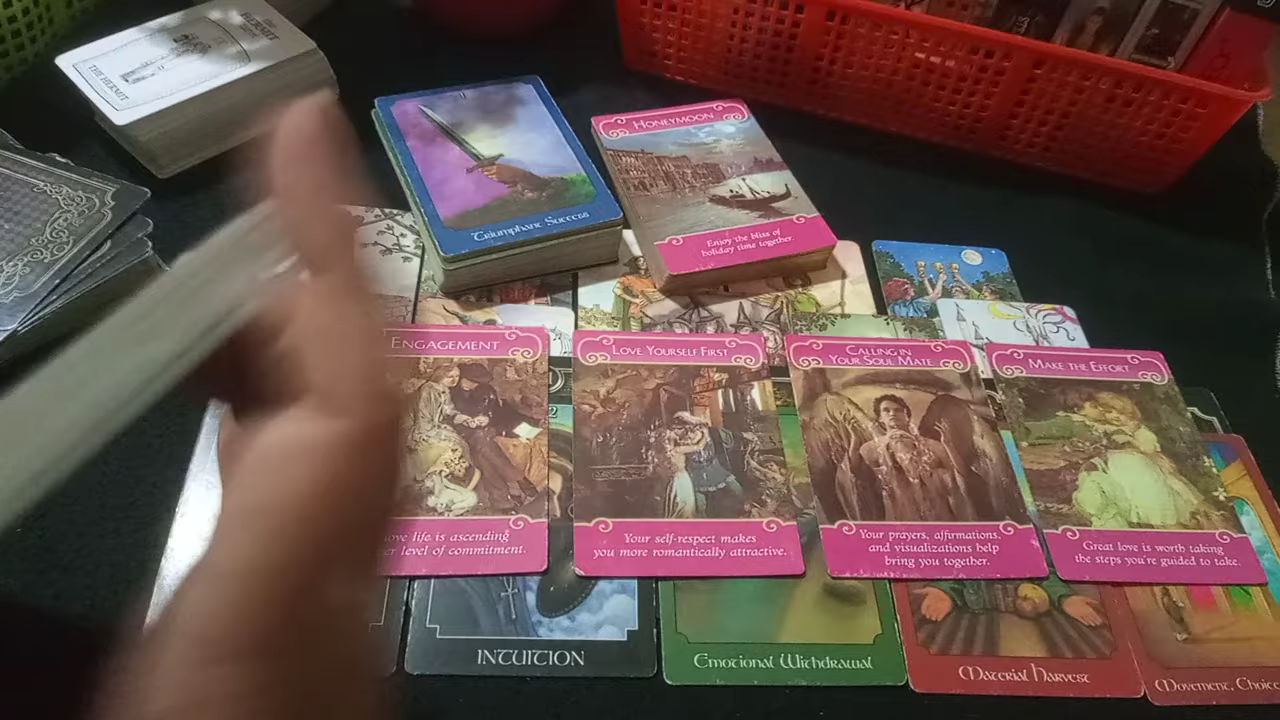 THE HERMIT
THE HERMIT
Triumphant Success
HONEYMOON
Enjoy the bliss of
holiday time together.
ENGAGEMENT
love life is ascending
level of commitment.
LOVE YOURSELF FIRST
Your self-respect makes
you more romantically attractive.
CALLING IN
YOUR SOUL MATE
Your prayers, affirmations,
and visualizations help
bring you together.
MAKE THE EFFORT
Great love is worth taking
the steps you're guided to take.
INTUITION
Emotional Withdrawal
Material Harvest
Movement, Choice